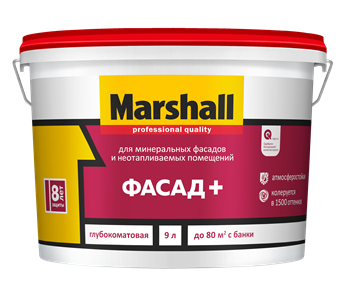 Marshall
professional quality
для минеральных фасадов
и неотапливаемых помещений
ФАСАД+
атмосферостойкая
колеруется
в 1500 оттенков
8 ЛЕТ
ЗАЩИТЫ
глубокоматовая
9 л
до 80 м² с банки